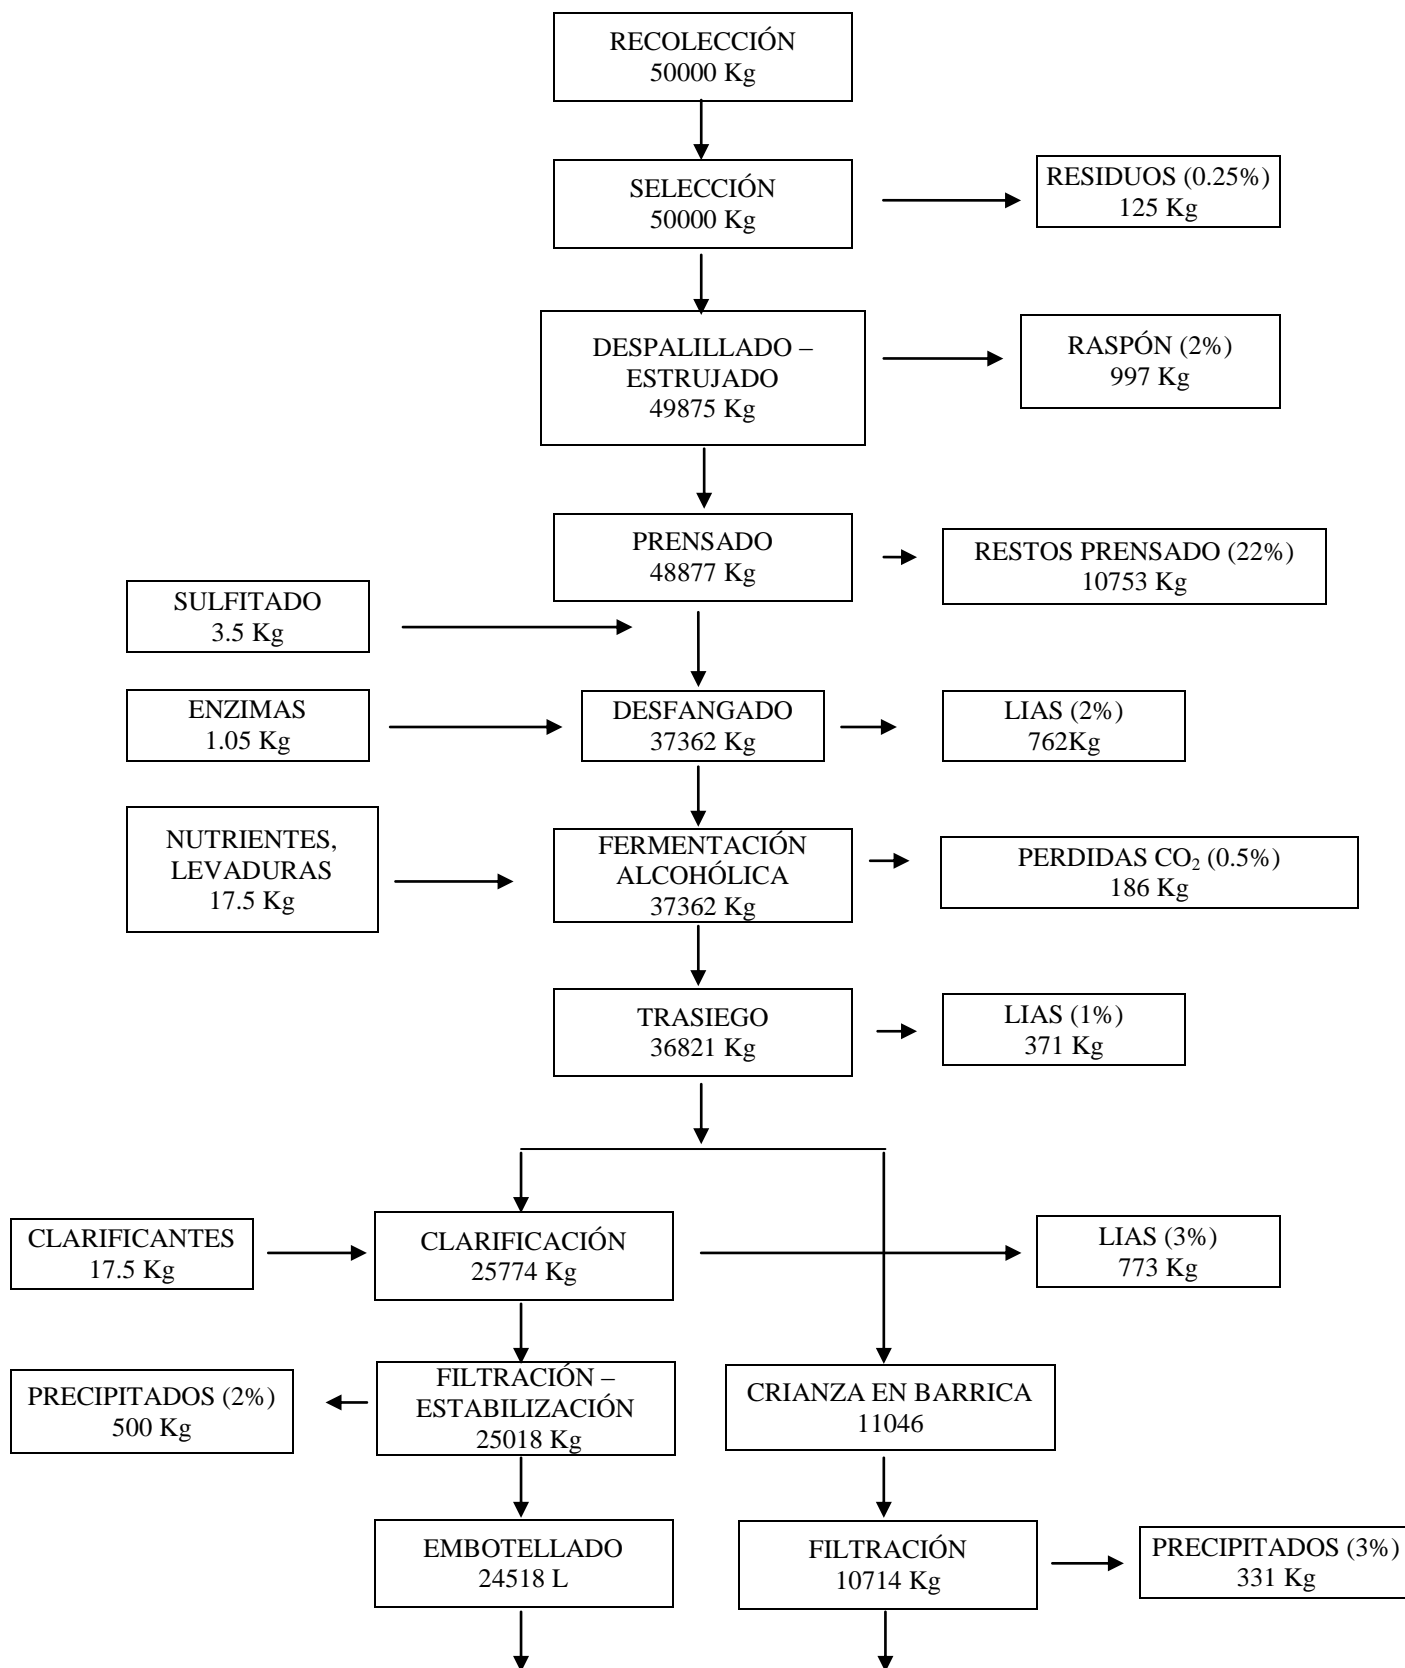 RECOLECCIÓN
50000 Kg
SELECCIÓN
50000 Kg
RESIDUOS (0.25%)
125 Kg
DESPALILLADO –
ESTRUJADO
49875 Kg
RASPÓN (2%)
997 Kg
PRENSADO
48877 Kg
RESTOS PRENSADO (22%)
10753 Kg
SULFITADO
3.5 Kg
ENZIMAS
1.05 Kg
DESFANGADO
37362 Kg
LIAS (2%)
762Kg
NUTRIENTES,
LEVADURAS
17.5 Kg
FERMENTACIÓN
ALCOHÓLICA
37362 Kg
PERDIDAS CO₂ (0.5%)
186 Kg
TRASIEGO
36821 Kg
LIAS (1%)
371 Kg
CLARIFICANTES
17.5 Kg
CLARIFICACIÓN
25774 Kg
LIAS (3%)
773 Kg
PRECIPITADOS (2%)
500 Kg
FILTRACIÓN –
ESTABILIZACIÓN
25018 Kg
CRIANZA EN BARRICA
11046
EMBOTELLADO
24518 L
FILTRACIÓN
10714 Kg
PRECIPITADOS (3%)
331 Kg